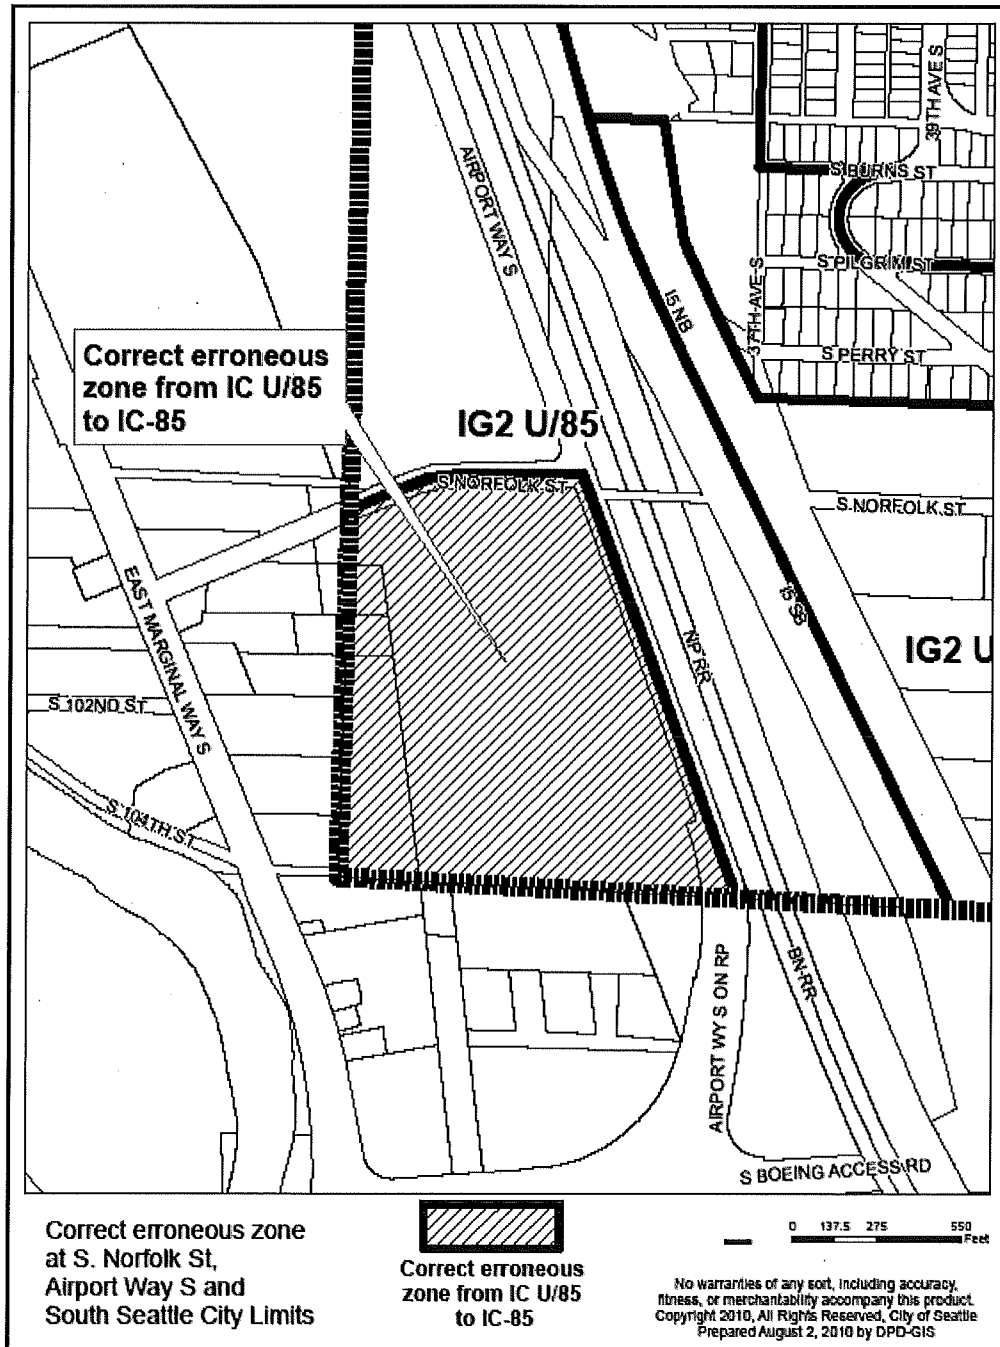 39TH AVE S
S BURNS ST
AIRPORT WAY S
S PILGRIM ST
37TH AVE S
I5 NB
S PERRY ST
Correct erroneous
zone from IC U/85
to IC-85
IG2 U/85
S NORFOLK ST
S NORFOLK ST
EAST MARGINAL WAY S
I5 SB
NP RR
IG2 U
S 102ND ST
S 104TH ST
AIRPORT WY S ON RP
BN RR
S BOEING ACCESS RD
Correct erroneous zone
at S. Norfolk St,
Airport Way S and
South Seattle City Limits
Correct erroneous
zone from IC U/85
to IC-85
0 137.5 275 550
Feet
No warranties of any sort, including accuracy,
fitness, or merchantability accompany this product.
Copyright 2010, All Rights Reserved, City of Seattle
Prepared August 2, 2010 by DPD-GIS